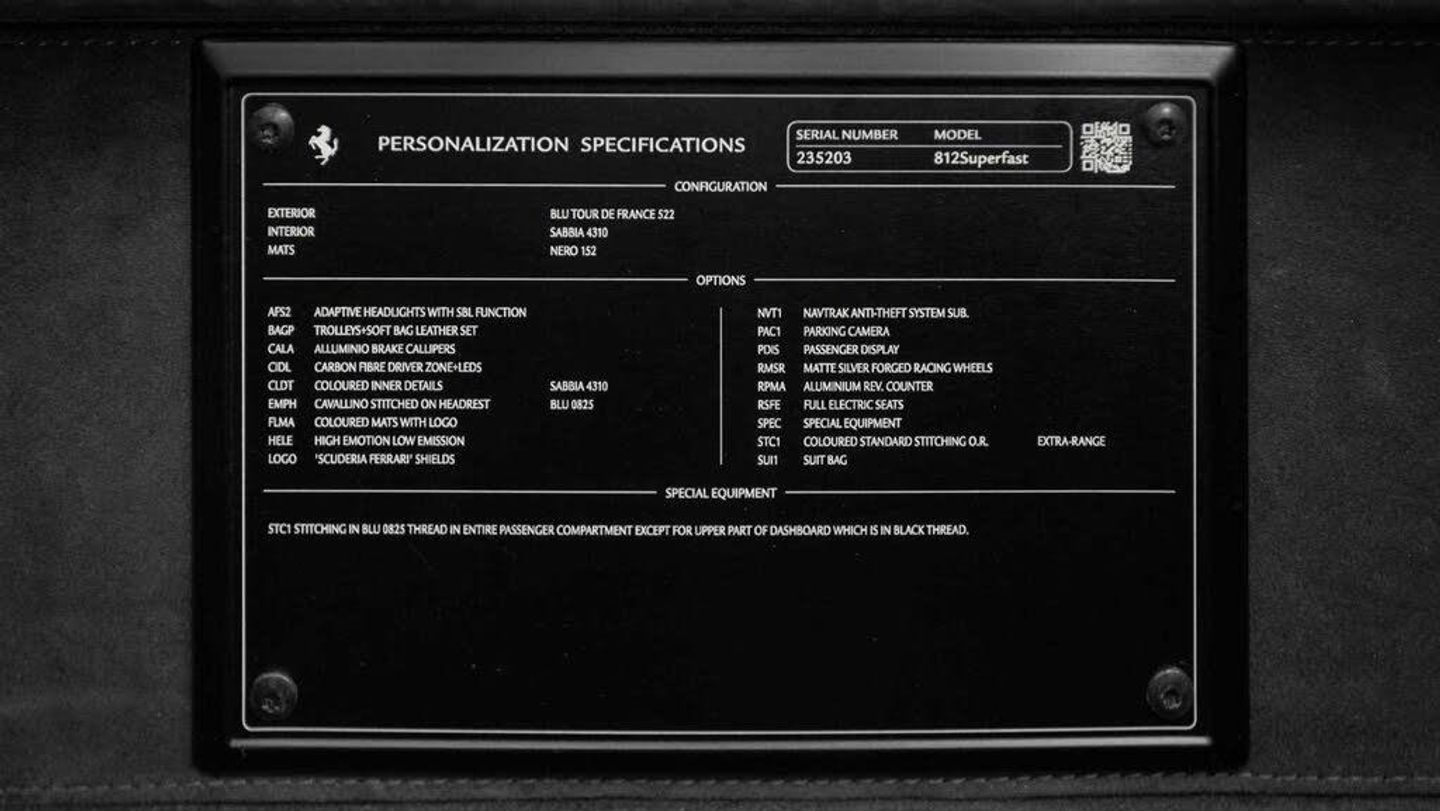 PERSONALIZATION SPECIFICATIONS
SERIAL NUMBER MODEL
235203 812Superfast
CONFIGURATION
EXTERIOR BLU TOUR DE FRANCE 522
INTERIOR SABBIA 4310
MATS NERO 152
OPTIONS
AFS2 ADAPTIVE HEADLIGHTS WITH SBL FUNCTION
BAGP TROLLEYS+SOFT BAG LEATHER SET
CALA ALLUMINIO BRAKE CALLIPERS
CIDL CARBON FIBRE DRIVER ZONE+LEDS
CLDT COLOURED INNER DETAILS SABBIA 4310
EMPH CAVALLINO STITCHED ON HEADREST BLU 0825
FLMA COLOURED MATS WITH LOGO
HELE HIGH EMOTION LOW EMISSION
LOGO 'SCUDERIA FERRARI' SHIELDS
NVT1 NAVTRAK ANTI-THEFT SYSTEM SUB.
PAC1 PARKING CAMERA
PDIS PASSENGER DISPLAY
RMSR MATTE SILVER FORGED RACING WHEELS
RPMA ALUMINIUM REV. COUNTER
RSFE FULL ELECTRIC SEATS
SPEC SPECIAL EQUIPMENT
STC1 COLOURED STANDARD STITCHING O.R. EXTRA-RANGE
SUI1 SUIT BAG
SPECIAL EQUIPMENT
STC1 STITCHING IN BLU 0825 THREAD IN ENTIRE PASSENGER COMPARTMENT EXCEPT FOR UPPER PART OF DASHBOARD WHICH IS IN BLACK THREAD.